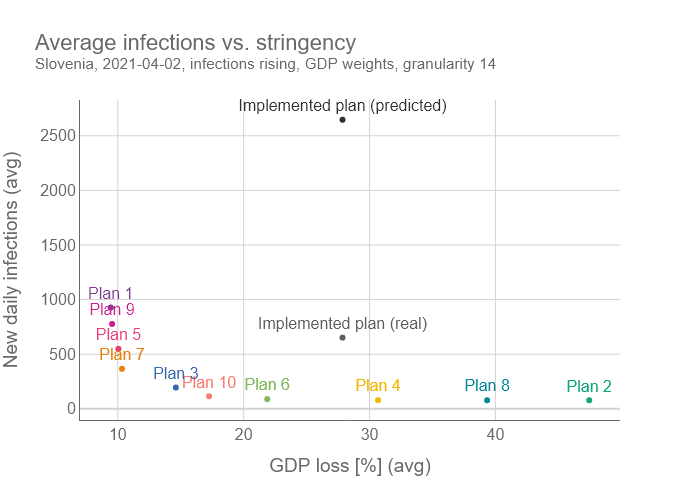 Average infections vs. stringency
Slovenia, 2021-04-02, infections rising, GDP weights, granularity 14
Implemented plan (predicted)
2500
2000
1500
1000
500
0
New daily infections (avg)
Plan 1
Plan 9
Plan 5
Plan 7
Implemented plan (real)
Plan 3
Plan 10
Plan 6
Plan 4
Plan 8
Plan 2
10
20
30
40
GDP loss [%] (avg)